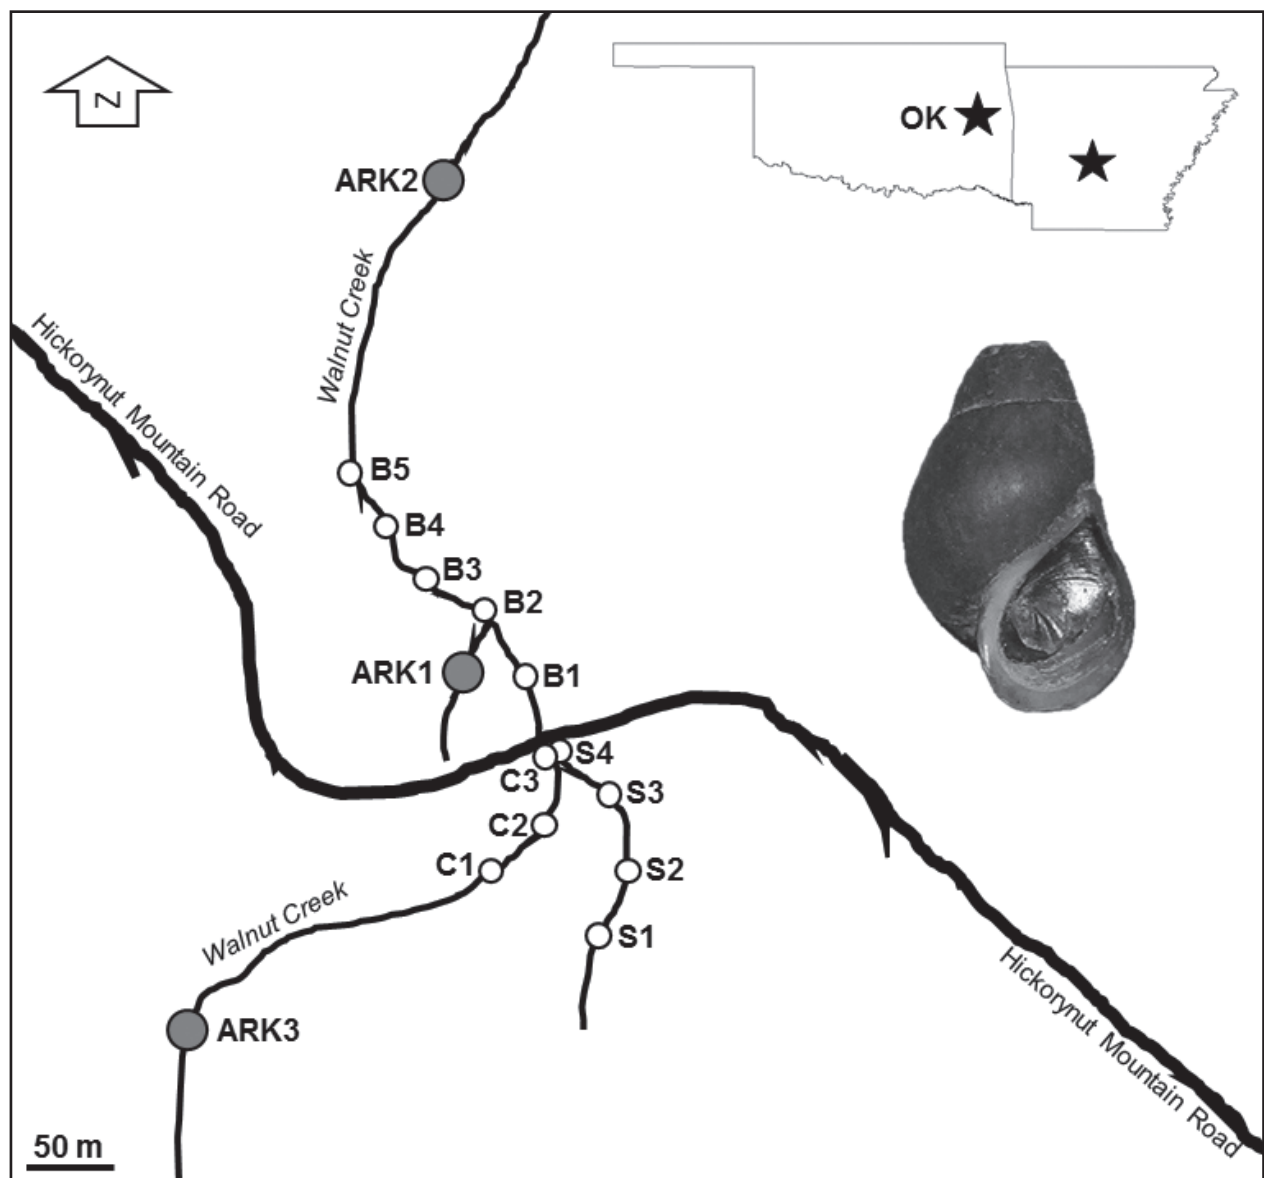 N
OK
ARK2
Walnut Creek
Hickorynut Mountain Road
B5
B4
B3
B2
ARK1
B1
S4
C3
S3
C2
C1
S2
Walnut Creek
S1
Hickorynut Mountain Road
ARK3
50 m